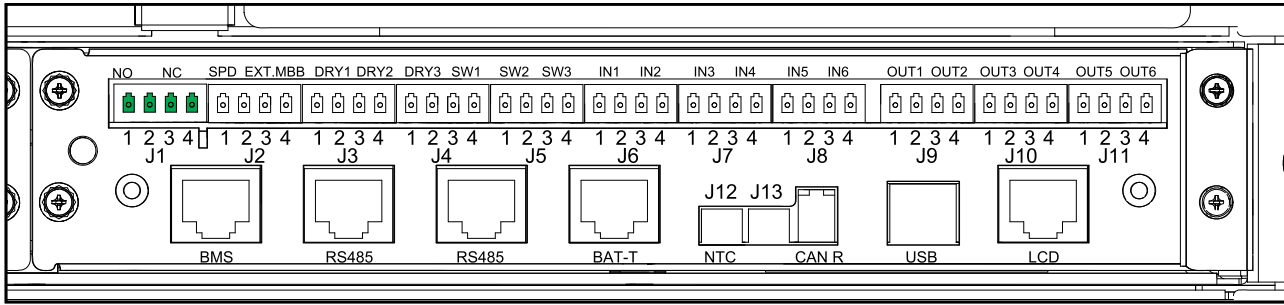 NO NC SPD EXT.MBB DRY1 DRY2 DRY3 SW1 SW2 SW3 IN1 IN2 IN3 IN4 IN5 IN6 OUT1 OUT2 OUT3 OUT4 OUT5 OUT6
1 2 3 4 1 2 3 4 1 2 3 4 1 2 3 4 1 2 3 4 1 2 3 4 1 2 3 4 1 2 3 4 1 2 3 4 1 2 3 4 1 2 3 4
J1 J2 J3 J4 J5 J6 J7 J8 J9 J10 J11
J12 J13
BMS RS485 RS485 BAT-T NTC CAN R USB LCD